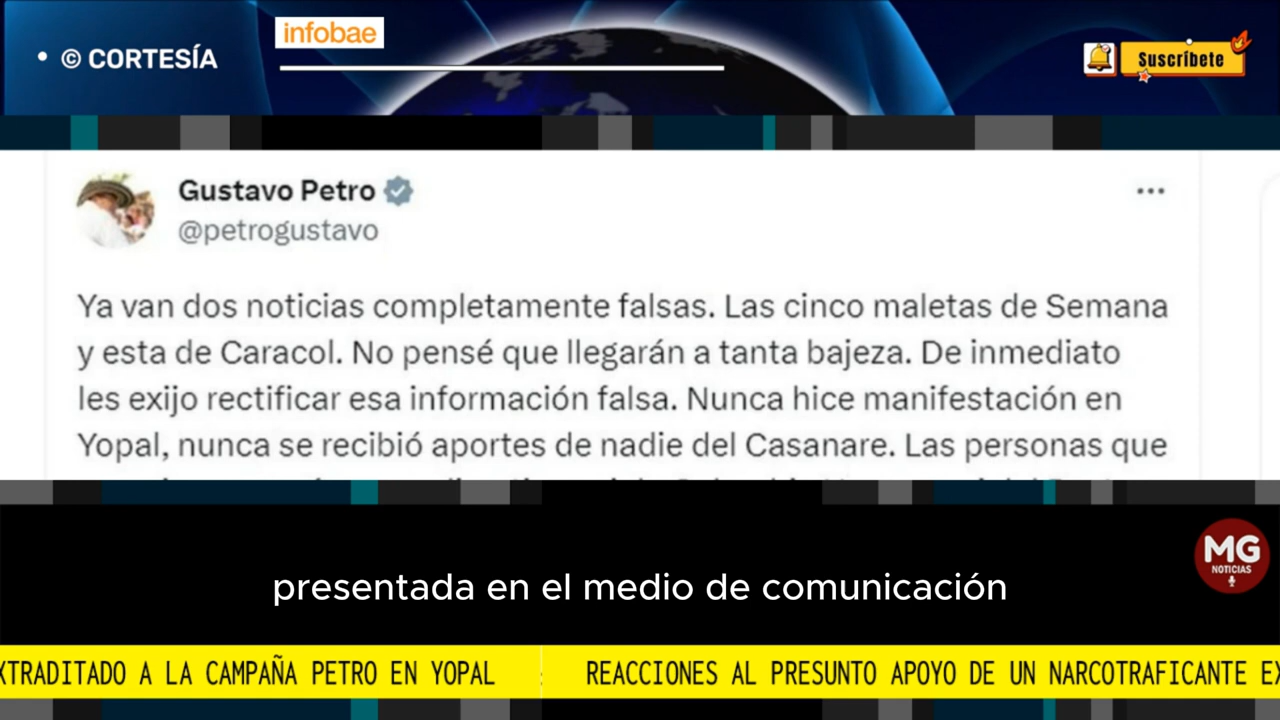 infobae
• © CORTESÍA
Suscríbete
Gustavo Petro
@petrogustavo
Ya van dos noticias completamente falsas. Las cinco maletas de Semana
y esta de Caracol. No pensé que llegarán a tanta bajeza. De inmediato
les exijo rectificar esa información falsa. Nunca hice manifestación en
Yopal, nunca se recibió aportes de nadie del Casanare. Las personas que
MG
NOTICIAS
presentada en el medio de comunicación
XTRADITADO A LA CAMPAÑA PETRO EN YOPAL : REACCIONES AL PRESUNTO APOYO DE UN NARCOTRAFICANTE EX